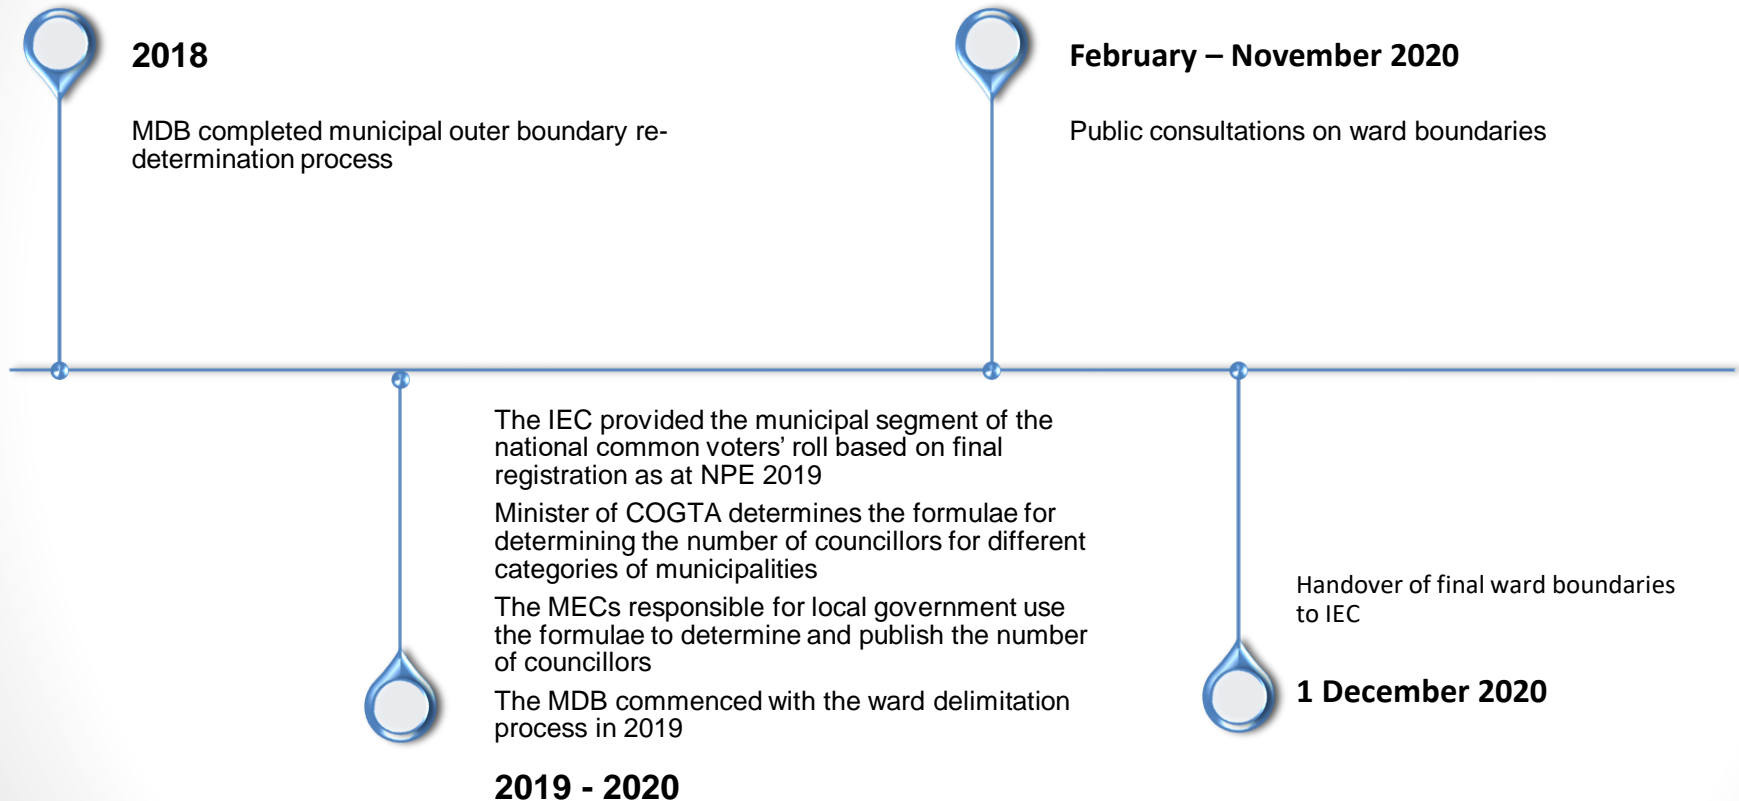 2018
MDB completed municipal outer boundary re-
determination process
The IEC provided the municipal segment of the
national common voters’ roll based on final
registration as at NPE 2019
Minister of COGTA determines the formulae for
determining the number of councillors for different
categories of municipalities
The MECs responsible for local government use
the formulae to determine and publish the number
of councillors
The MDB commenced with the ward delimitation
process in 2019
2019 - 2020
February – November 2020
Public consultations on ward boundaries
Handover of final ward boundaries
to IEC
1 December 2020